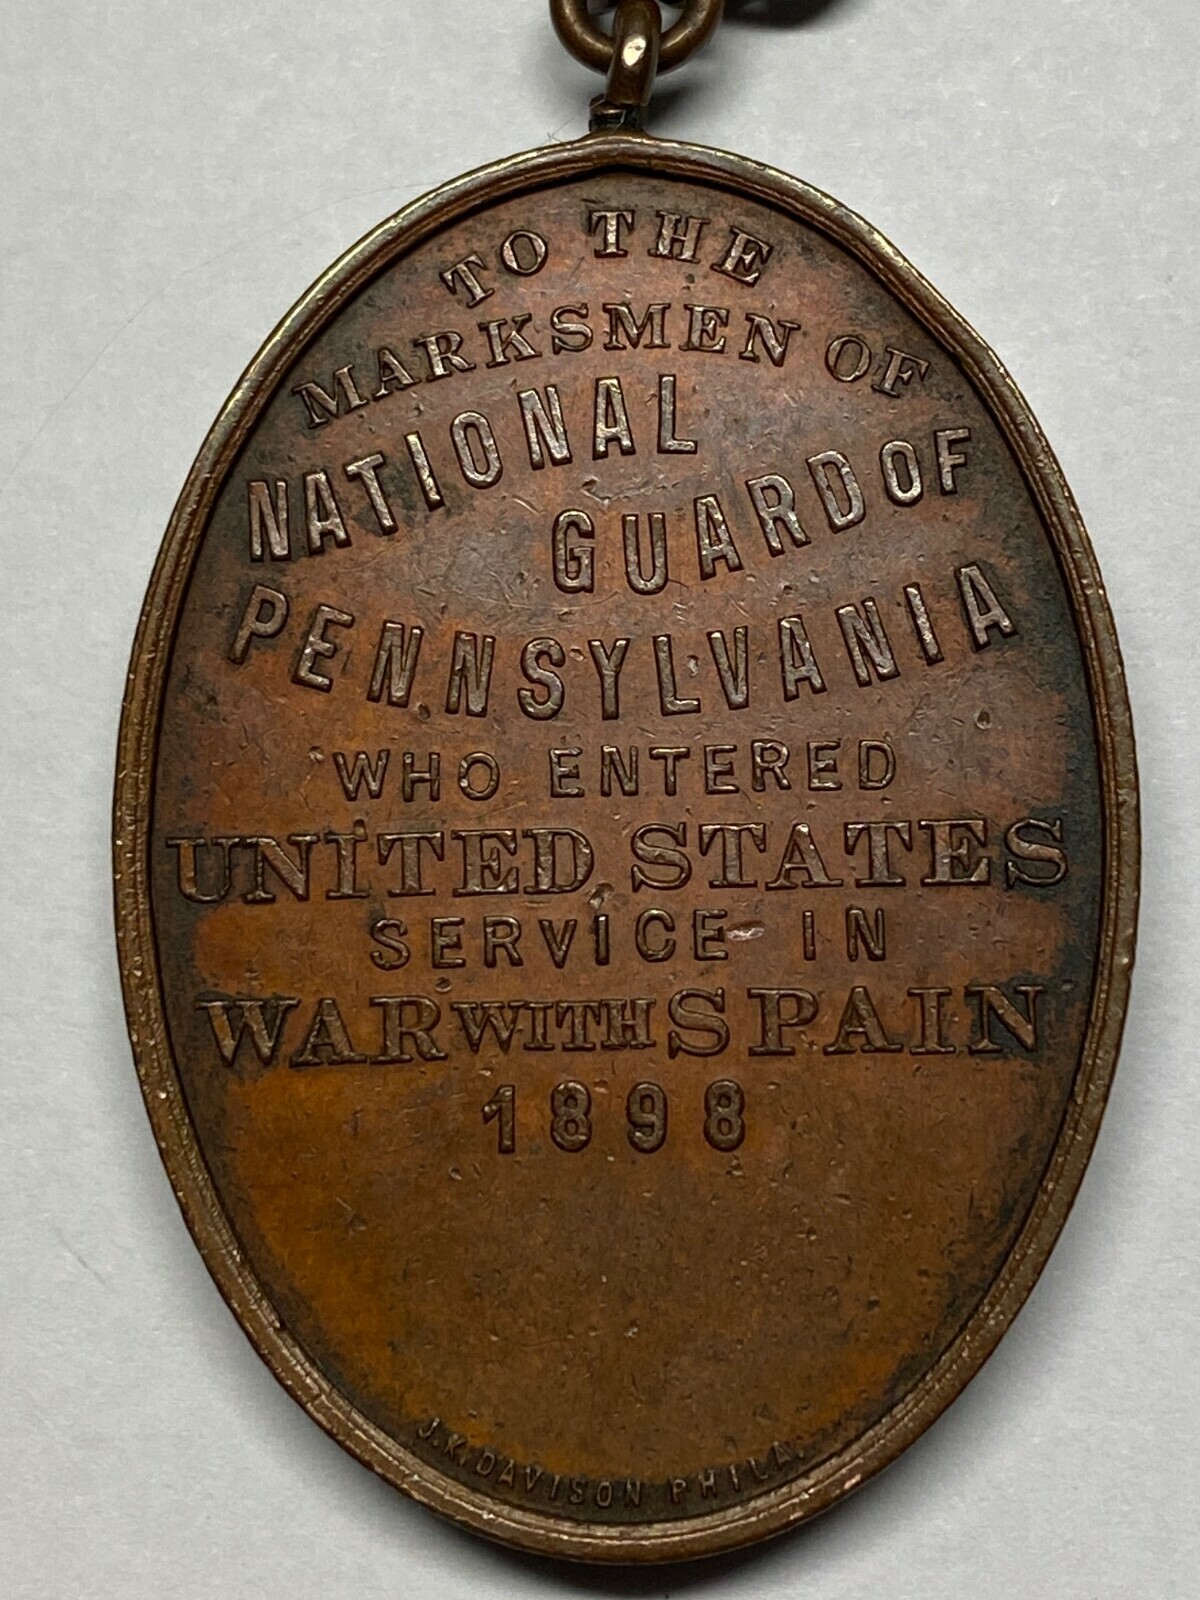 TO THE
MARKSMEN OF
NATIONAL
GUARD OF
PENNSYLVANIA
WHO ENTERED
UNITED STATES
SERVICE IN
WAR WITH SPAIN
1898
J.K. DAVISON PHILA.